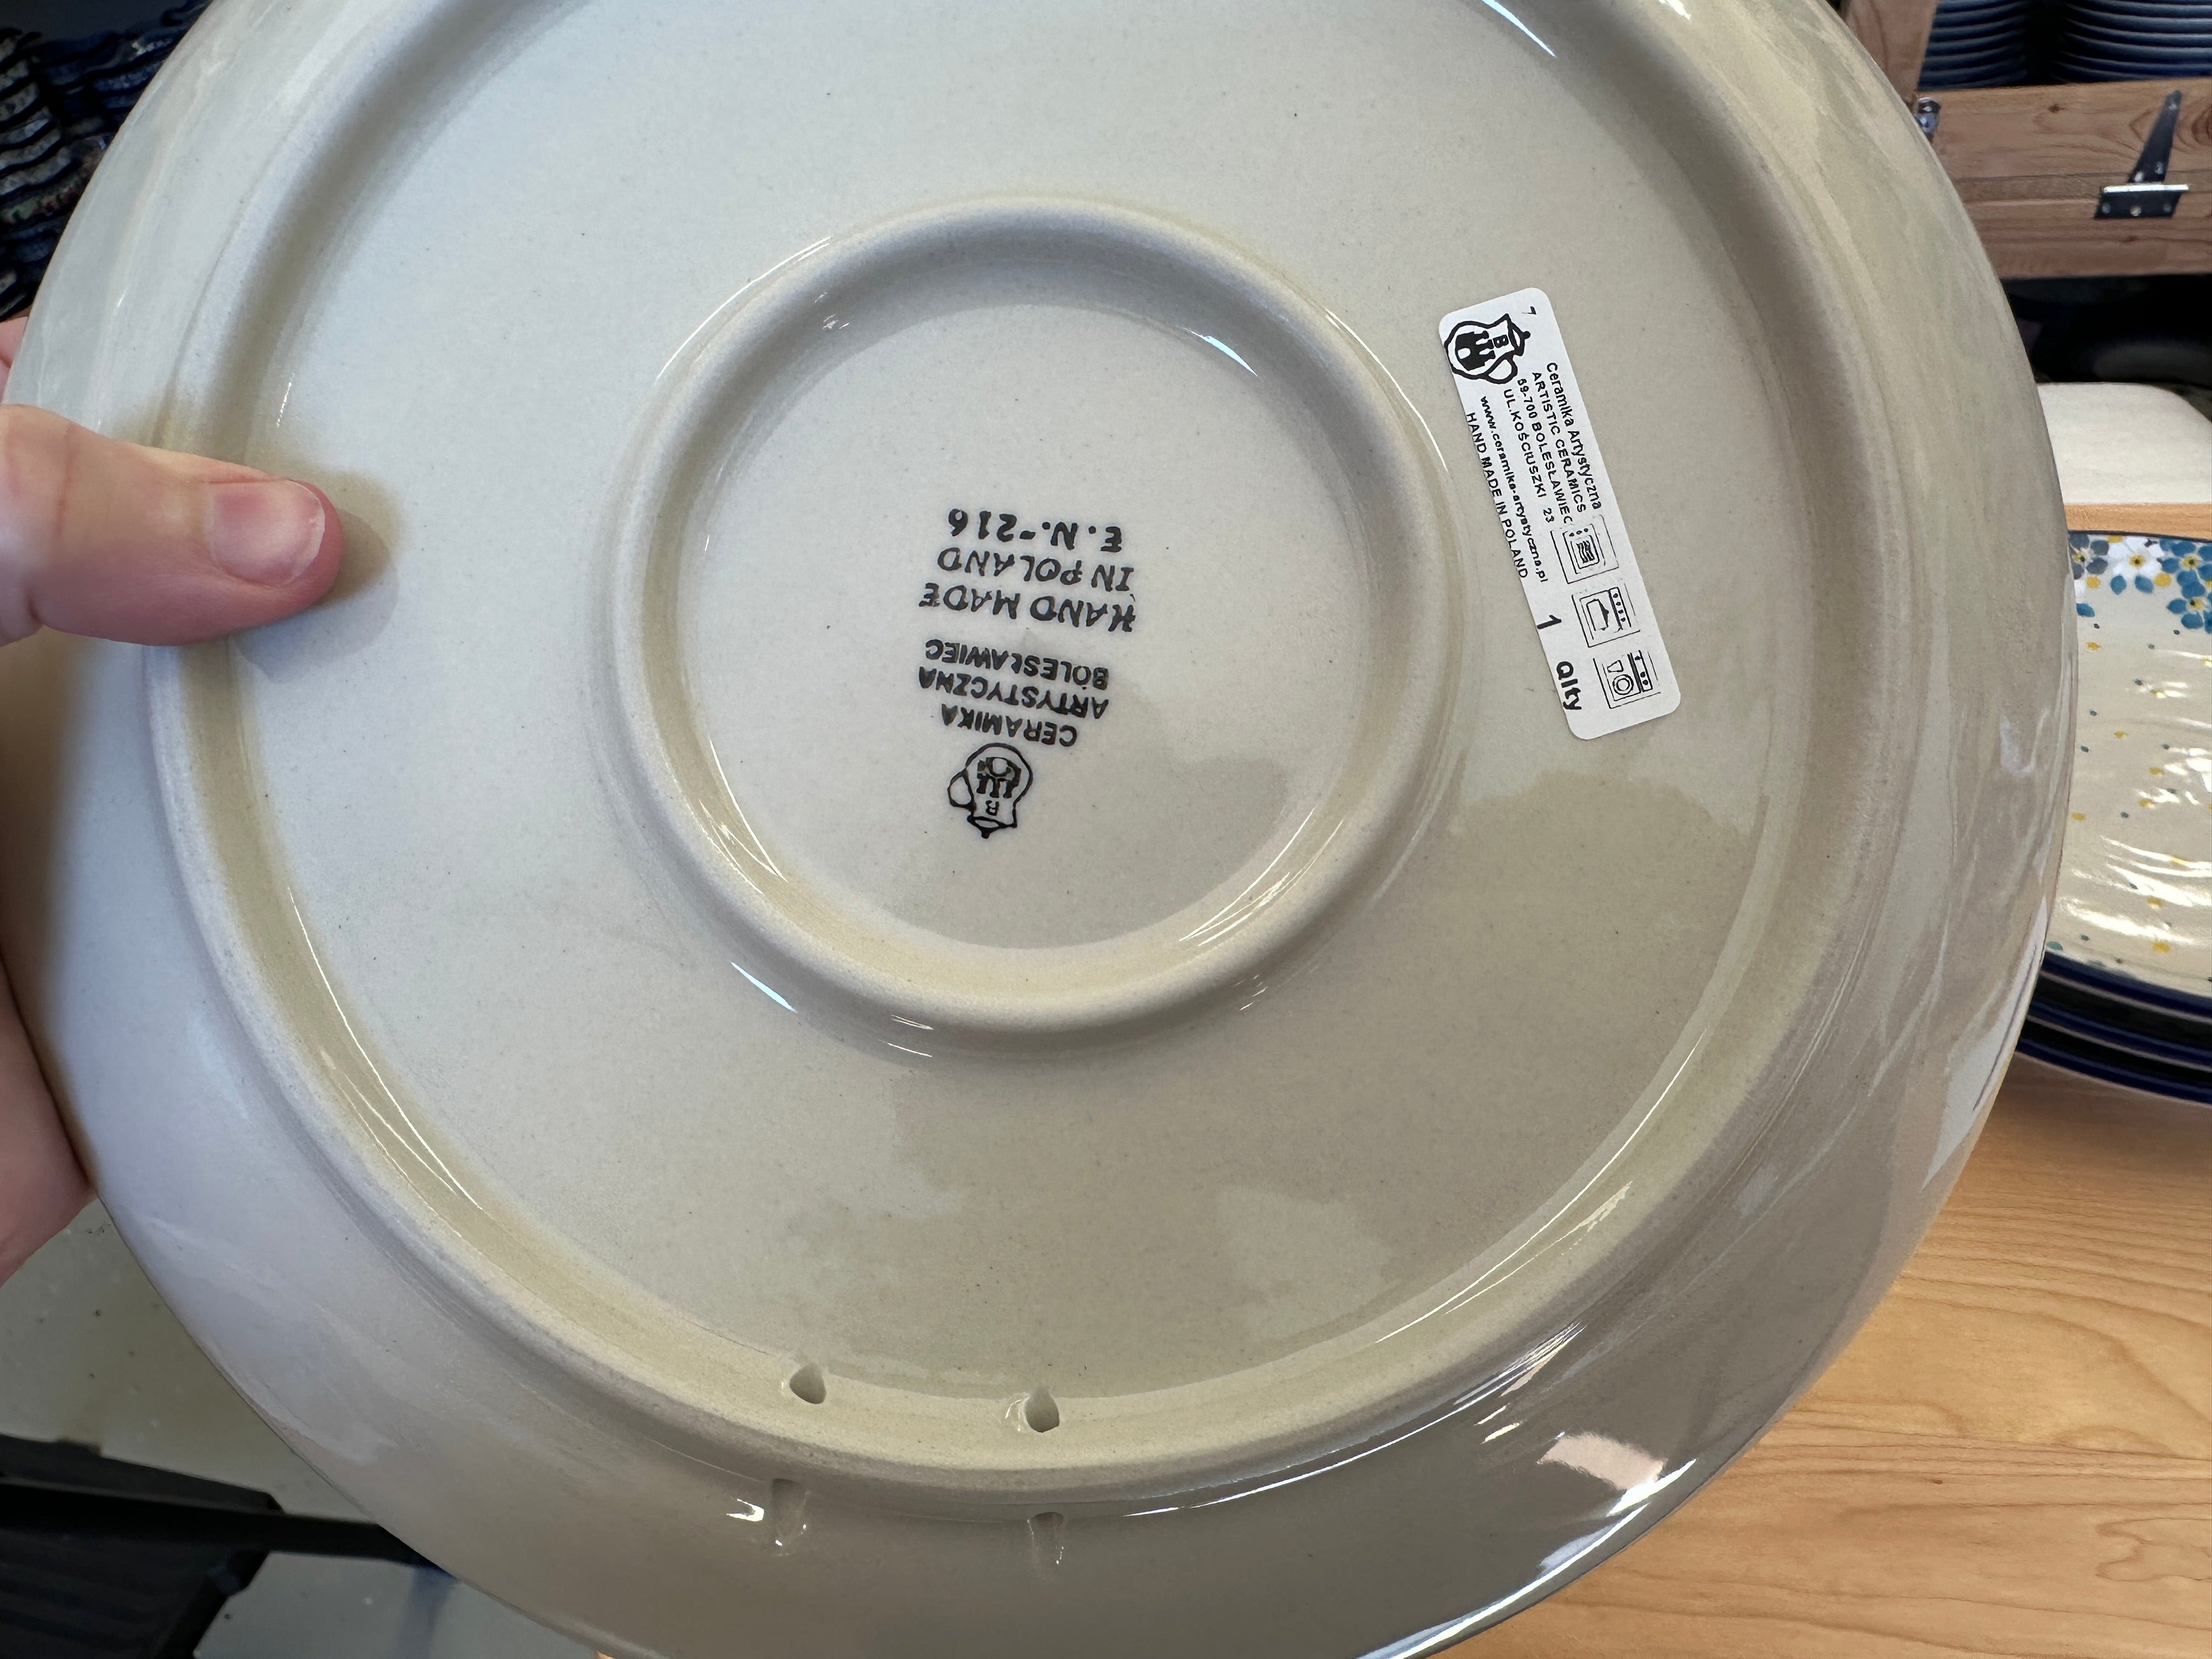 B
CERAMIKA
ARTYSTYCZNA
BOLESŁAWIEC
HAND MADE
IN POLAND
E.N.-216
7
B
Ceramika Artystyczna
ARTISTIC CERAMICS
59-700 BOLESŁAWIEC
UL.KOŚCIUSZKI 23
www.ceramika-artystyczna.pl
HAND MADE IN POLAND
1 Qlty